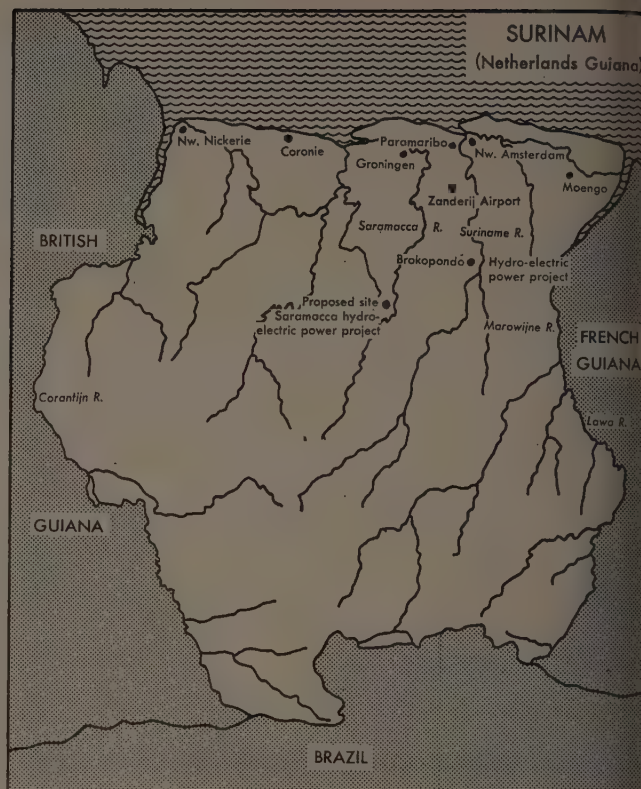 SURINAM
(Netherlands Guiana)
Nw. Nickerie
Coronie
Paramaribo
Groningen
Nw. Amsterdam
Moengo
Zanderij Airport
Saramacca R.
Suriname R.
BRITISH
Brokopondo
Hydro-electric
power project
Proposed site
Saramacca hydro-
electric power project
Marowijne R.
FRENCH
GUIANA
Corantijn R.
Lawa R.
GUIANA
BRAZIL